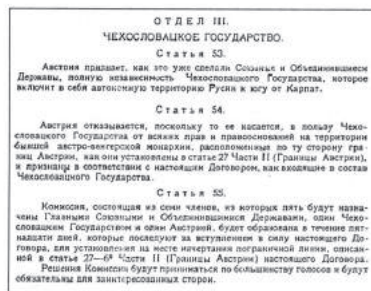 ОТДЕЛ III.
ЧЕХОСЛОВАЦКОЕ ГОСУДАРСТВО.
Статья 53.
Австрия признает, как это уже сделали Союзные и Объединившиеся
Державы, полную независимость Чехословацкого Государства, которое
включит в себя автономную территорию Русин к югу от Карпат.
Статья 54.
Австрия отказывается, поскольку то ее касается, в пользу Чехо-
словацкого Государства от всяких прав и правооснований на территории
бывшей австро-венгерской монархии, расположенные по ту сторону гра-
ниц Австрии, как они установлены в статье 27 Части II (Границы Австрии),
и признаны в соответствии с настоящим Договором, как входящие в состав
Чехословацкого Государства.
Статья 55.
Комиссия, состоящая из семи членов, из которых пять будут назна-
чены Главными Союзными и Объединившимися Державами, один Чехо-
словацким Государством и один Австрией, будет образована в течение пят-
надцати дней, которые последуют за вступлением в силу настоящего До-
говора, для установления на месте начертания пограничной линии, описан-
ной в статье 27—6º Части II (Границы Австрии) настоящего Договора.
Решения Комиссии будут приниматься по большинству голосов и будут
обязательны для заинтересованных сторон.